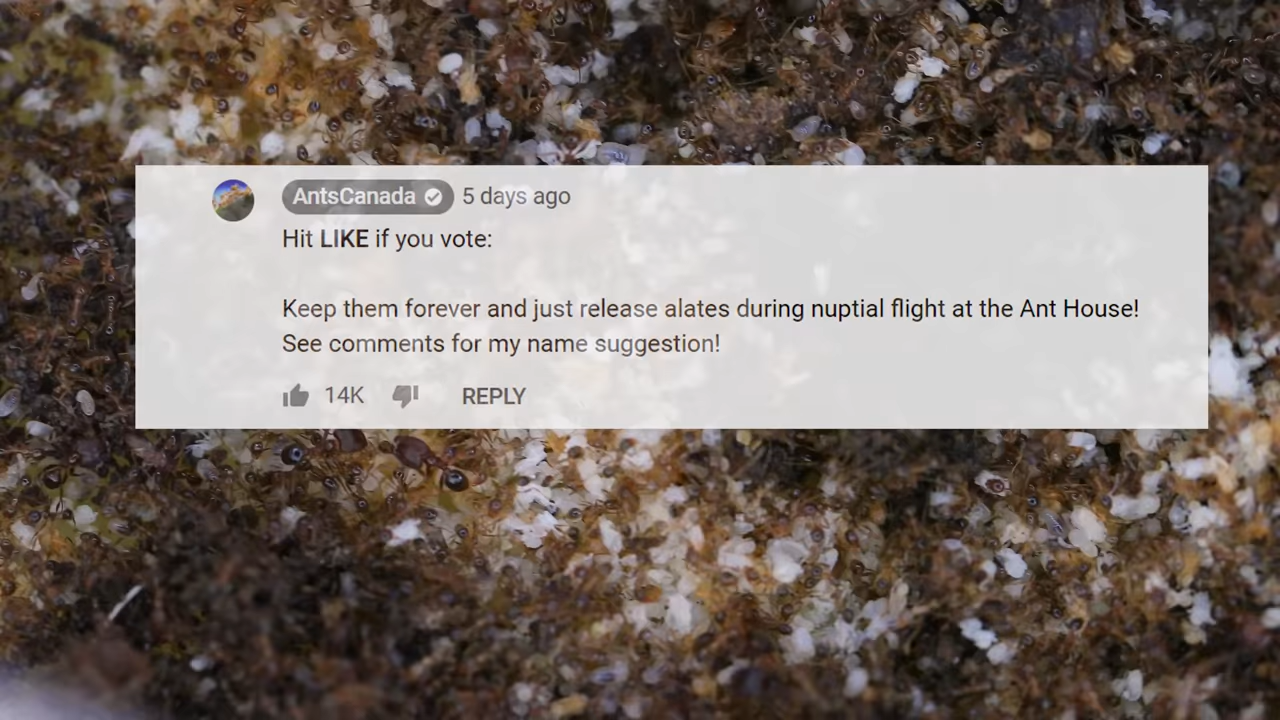 AntsCanada 5 days ago
Hit LIKE if you vote:
Keep them forever and just release alates during nuptial flight at the Ant House!
See comments for my name suggestion!
14K REPLY